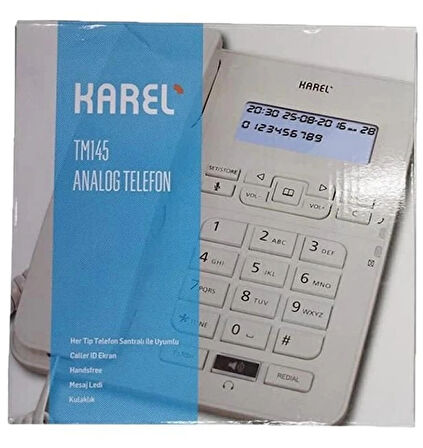 KAREL
TM145
ANALOG TELEFON
Her Tip Telefon Santrali ile Uyumlu
Caller ID Ekran
Handsfree
Mesaj Ledi
Kulaklık
KAREL
20:30 25-08-2016 28
0123456789
SET/STORE
VOL- VOL+ C
1 2 ABC 3 DEF
4 GHI 5 JKL 6 MNO
7 PQRS 8 TUV 9 WXYZ
0 #
REDIAL